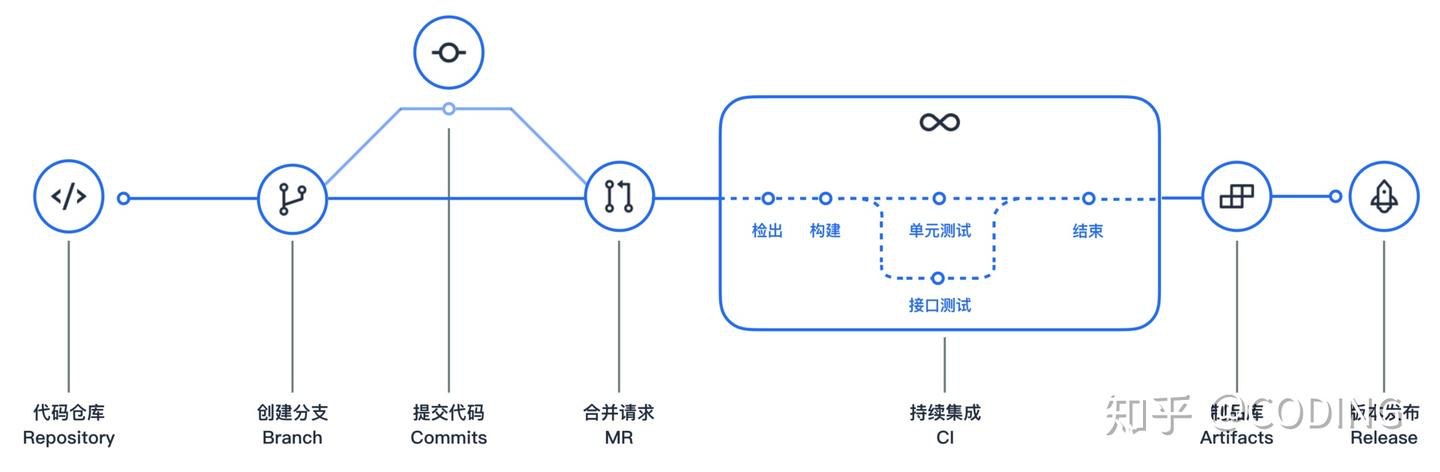 检出
构建
单元测试
结束
接口测试
代码仓库
Repository
创建分支
Branch
提交代码
Commits
合并请求
MR
持续集成
CI
制品库
Artifacts
版本发布
Release
知乎 @CODING